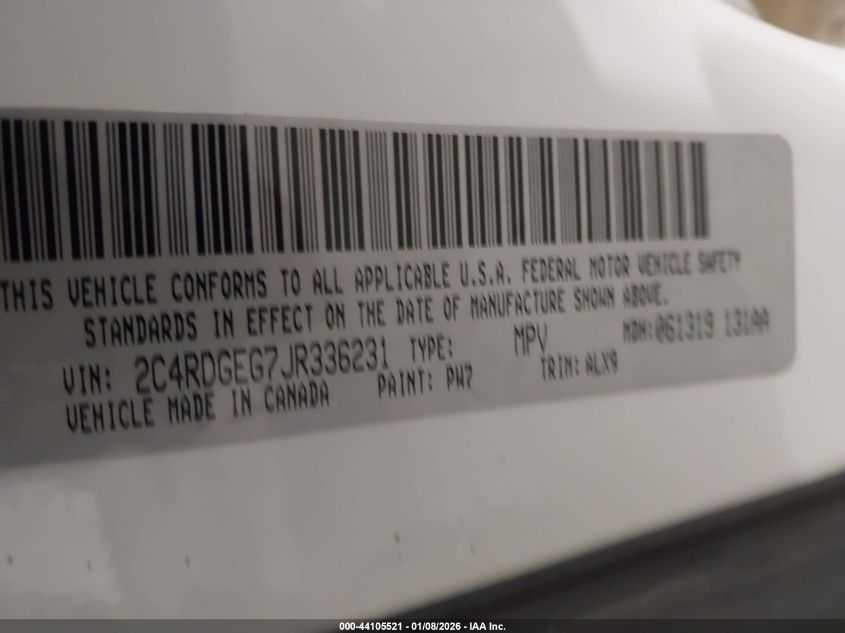 THIS VEHICLE CONFORMS TO ALL APPLICABLE U.S.A. FEDERAL MOTOR VEHICLE SAFETY
STANDARDS IN EFFECT ON THE DATE OF MANUFACTURE SHOWN ABOVE.
VIN: 2C4RDGEG7JR336231 TYPE: MPV MDH:061319 131AA
VEHICLE MADE IN CANADA PAINT: PW7 TRIM: ALX9
000-44105521 - 01/08/2026 - IAA Inc.